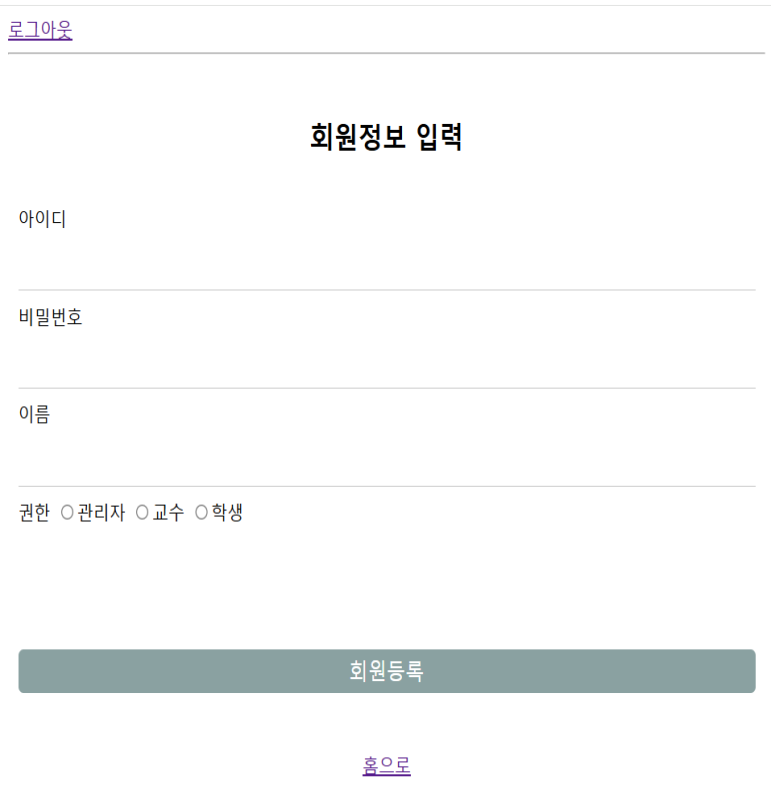 로그아웃
회원정보 입력
아이디
비밀번호
이름
권한 관리자 교수 학생
회원등록
홈으로